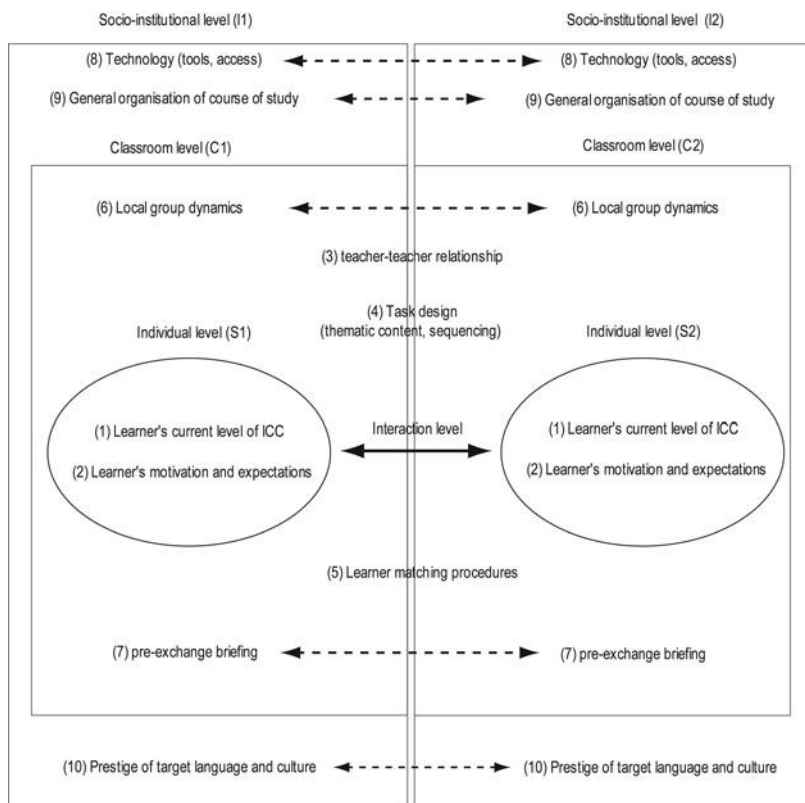 Socio-institutional level (I1)
Socio-institutional level (I2)
(8) Technology (tools, access)
(8) Technology (tools, access)
(9) General organisation of course of study
(9) General organisation of course of study
Classroom level (C1)
Classroom level (C2)
(6) Local group dynamics
(6) Local group dynamics
(3) teacher-teacher relationship
(4) Task design
(thematic content, sequencing)
Individual level (S1)
Individual level (S2)
(1) Learner's current level of ICC
(2) Learner's motivation and expectations
Interaction level
(1) Learner's current level of ICC
(2) Learner's motivation and expectations
(5) Learner matching procedures
(7) pre-exchange briefing
(7) pre-exchange briefing
(10) Prestige of target language and culture
(10) Prestige of target language and culture